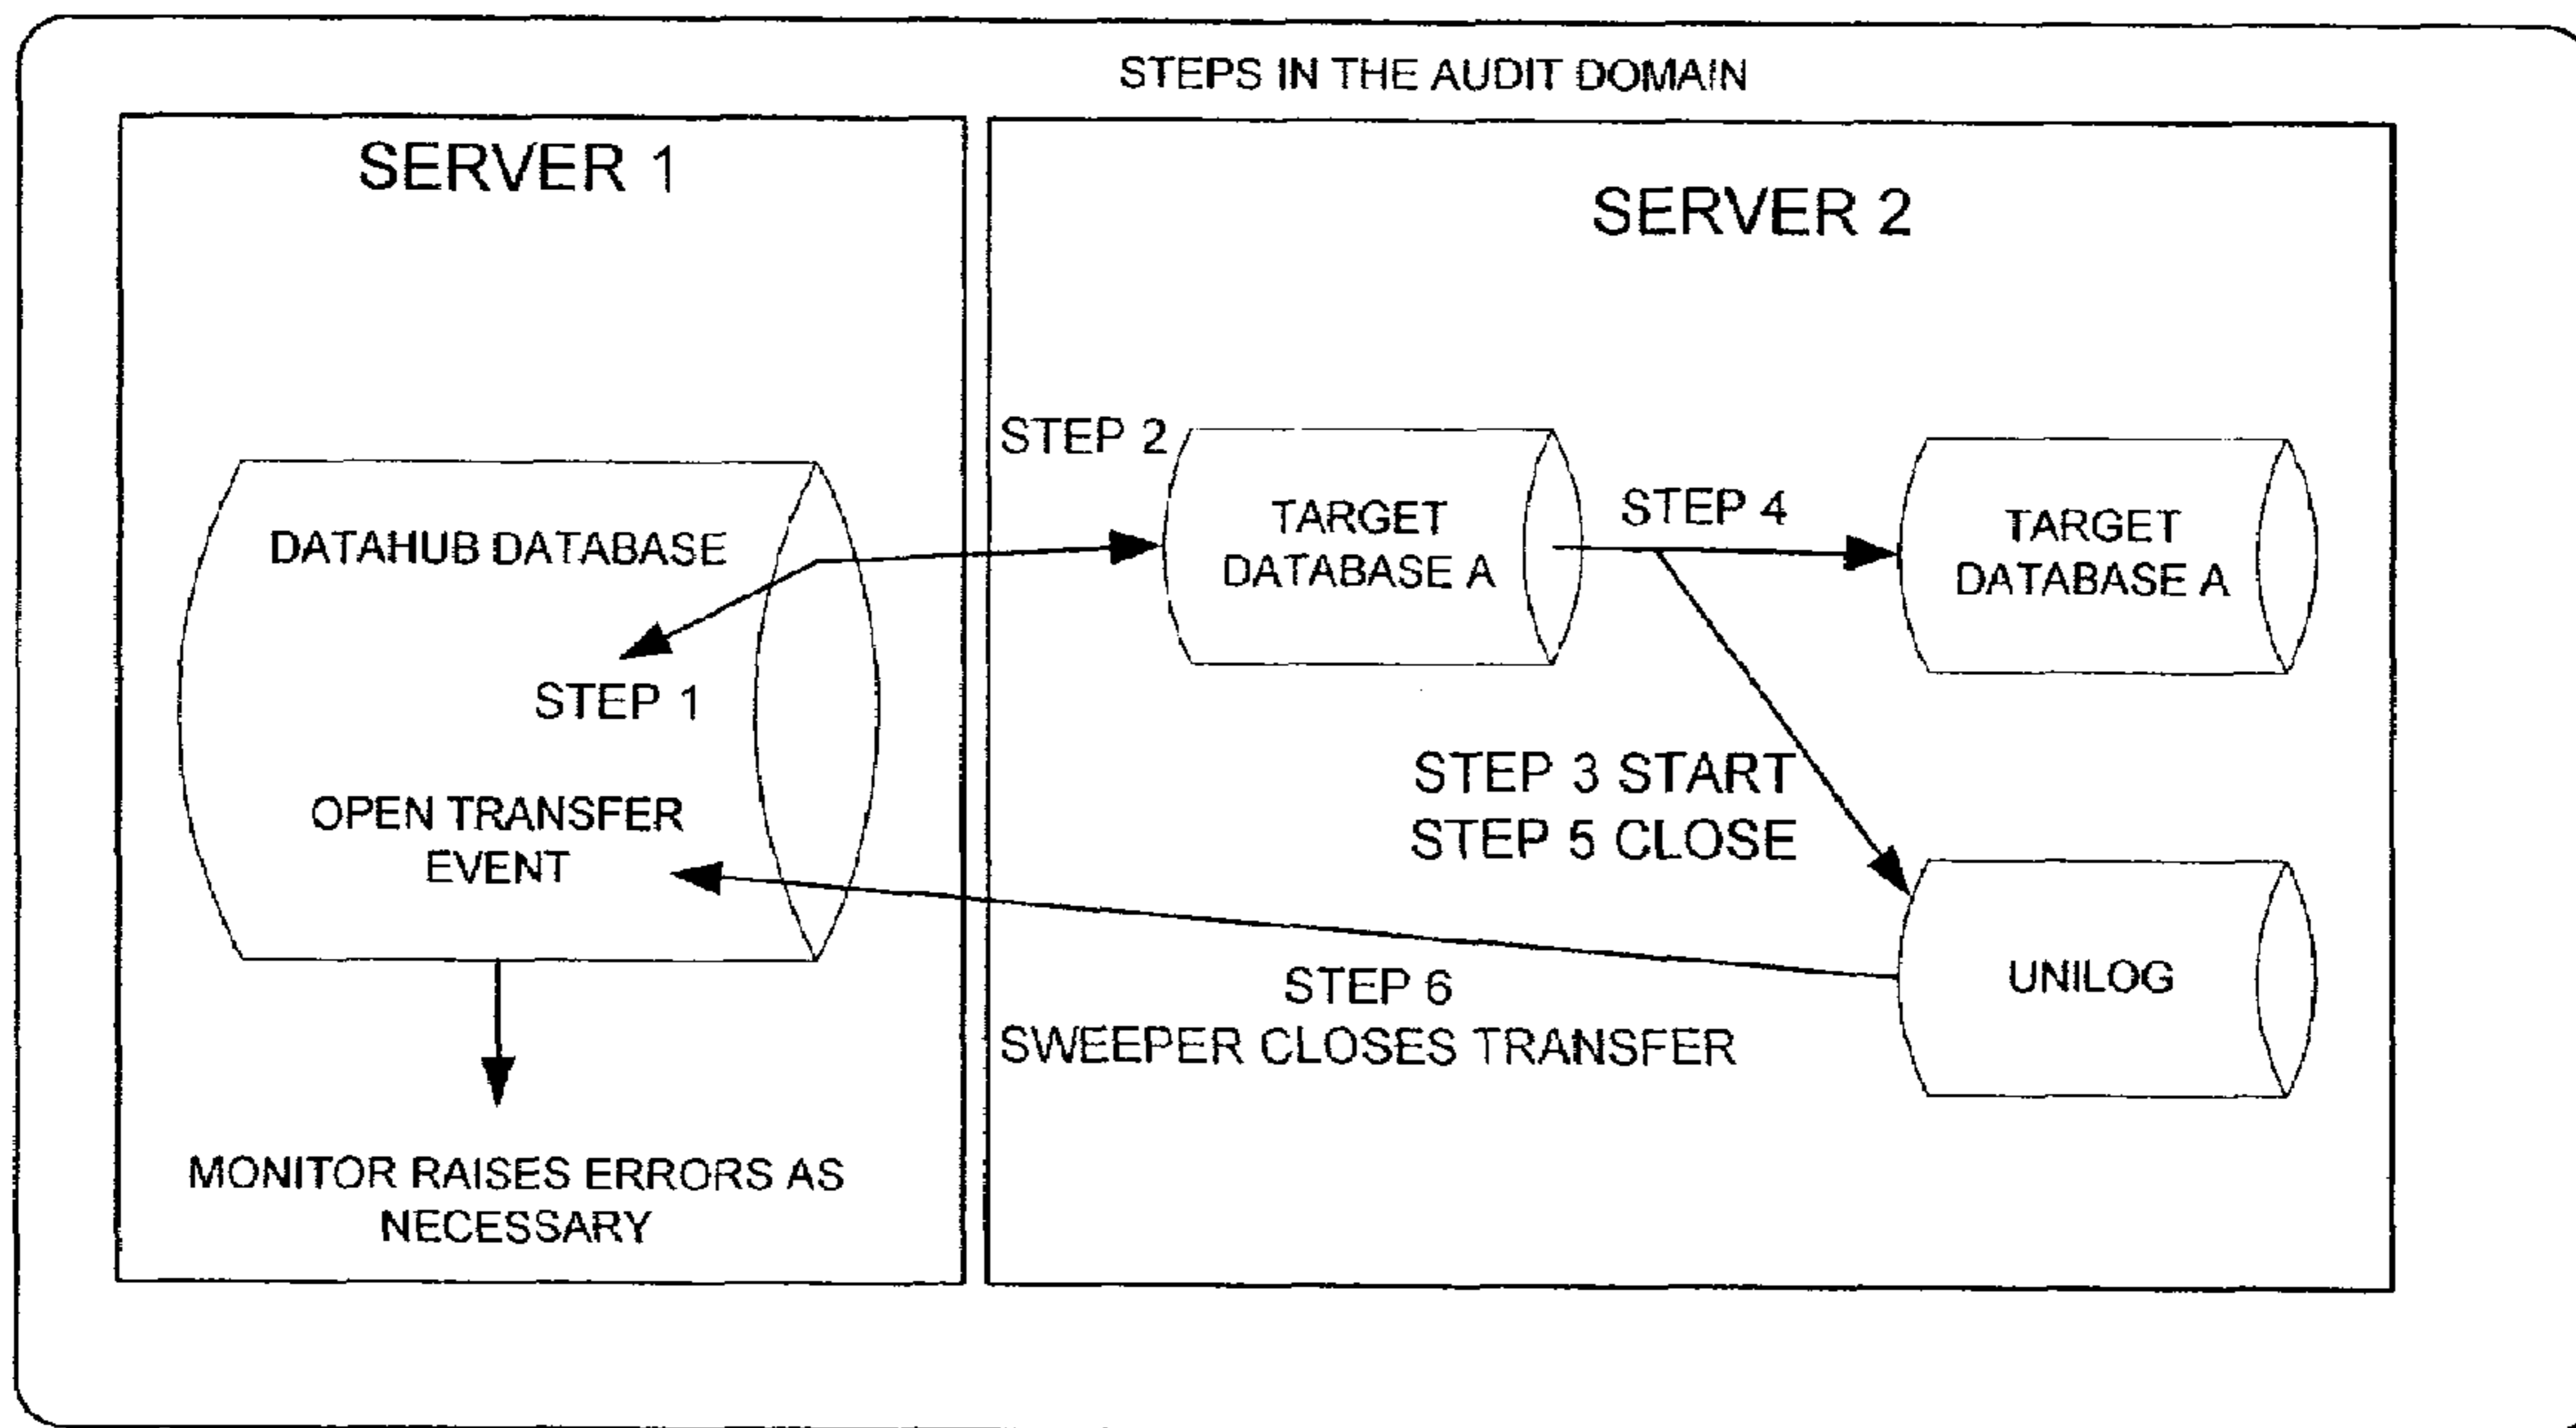 STEPS IN THE AUDIT DOMAIN
SERVER 1
SERVER 2
DATAHUB DATABASE
STEP 1
OPEN TRANSFER
EVENT
MONITOR RAISES ERRORS AS
NECESSARY
STEP 2
TARGET
DATABASE A
STEP 4
TARGET
DATABASE A
STEP 3 START
STEP 5 CLOSE
UNILOG
STEP 6
SWEEPER CLOSES TRANSFER